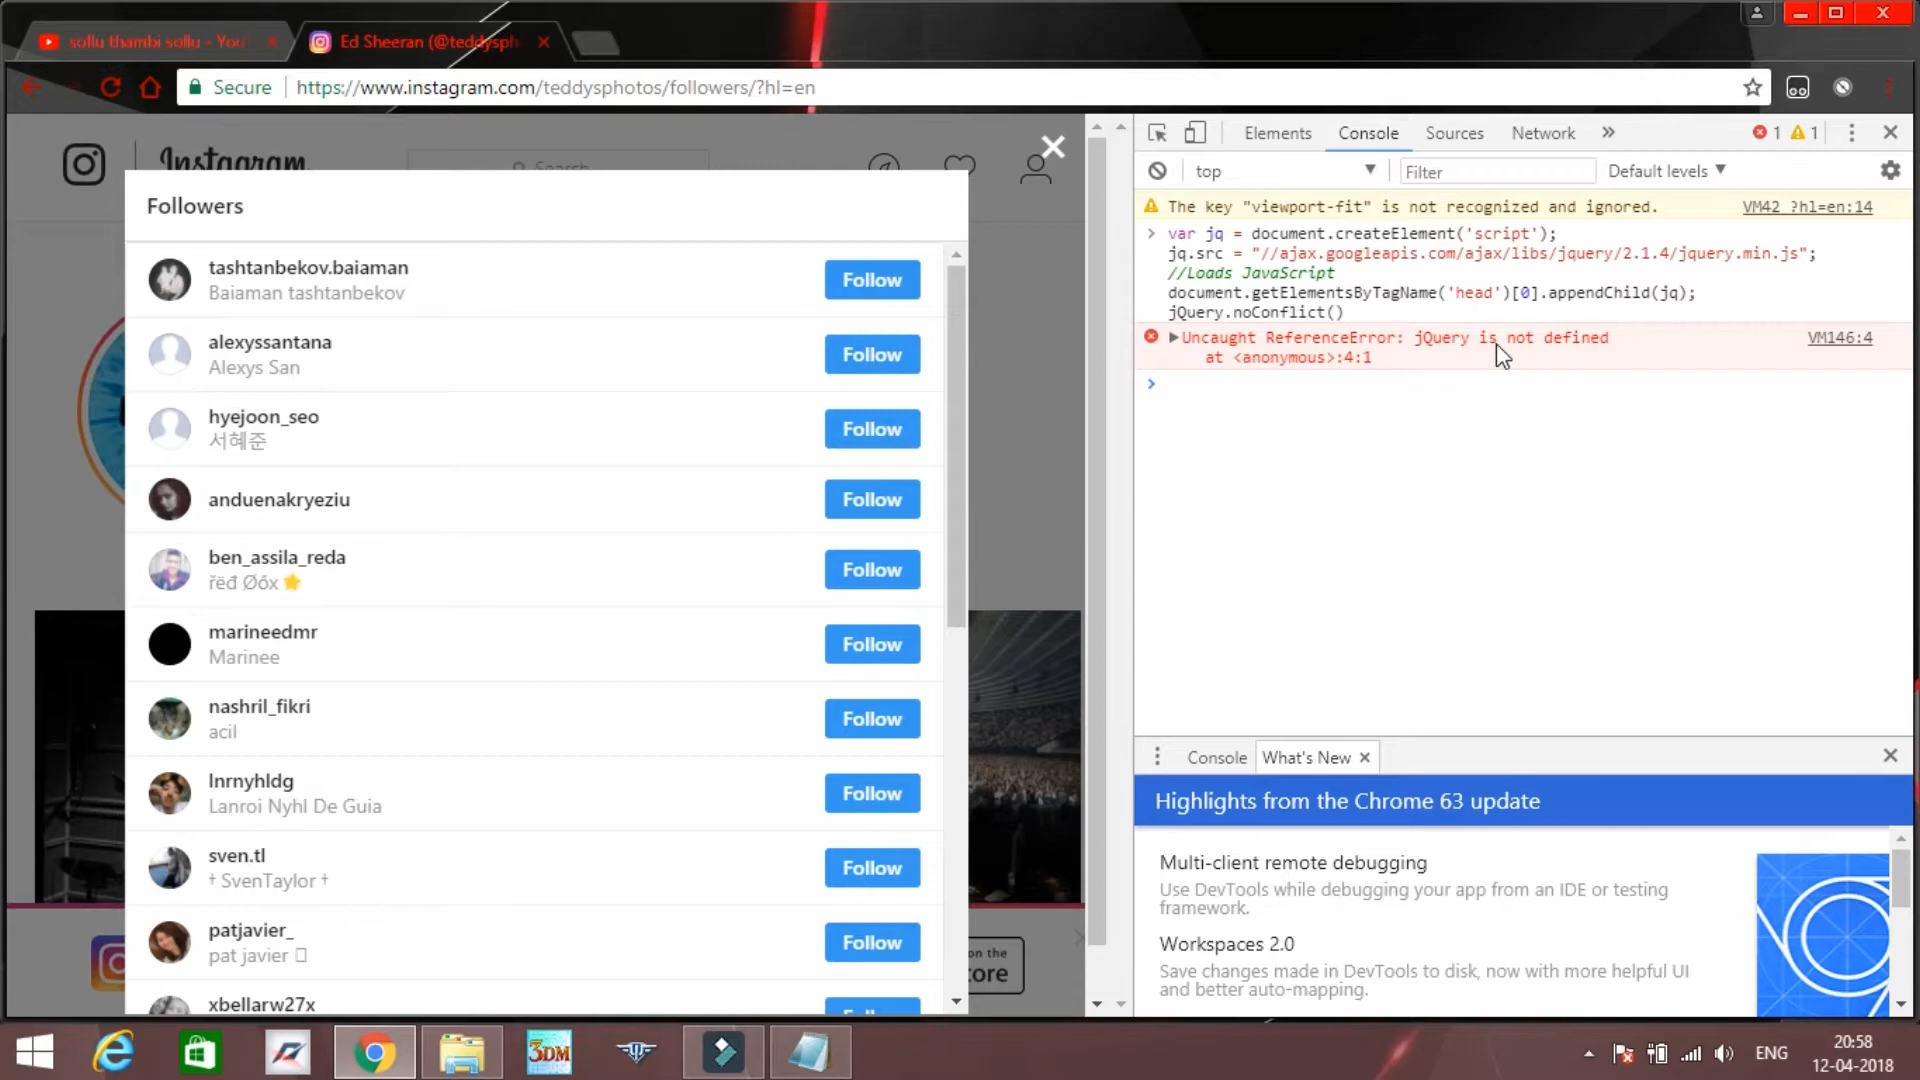 sollu thambi sollu - You
Ed Sheeran (@teddysph
Secure
https://www.instagram.com/teddysphotos/followers/?hl=en
Instagram
Search
Followers
tashtanbekov.baiaman
Baiaman tashtanbekov
Follow
alexyssantana
Alexys San
Follow
hyejoon_seo
서혜준
Follow
anduenakryeziu
Follow
ben_assila_reda
řëđ Øőx ⭐
Follow
marineedmr
Marinee
Follow
nashril_fikri
acil
Follow
lnrnyhldg
Lanroi Nyhl De Guia
Follow
sven.tl
† SvenTaylor †
Follow
patjavier_
pat javier
Follow
xbellarw27x
on the
ore
Elements Console Sources Network » 1 1
top Filter Default levels
The key "viewport-fit" is not recognized and ignored. VM42 ?hl=en:14
var jq = document.createElement('script');
jq.src = "//ajax.googleapis.com/ajax/libs/jquery/2.1.4/jquery.min.js";
//Loads JavaScript
document.getElementsByTagName('head')[0].appendChild(jq);
jQuery.noConflict()
Uncaught ReferenceError: jQuery is not defined VM146:4
at <anonymous>:4:1
Console What's New
Highlights from the Chrome 63 update
Multi-client remote debugging
Use DevTools while debugging your app from an IDE or testing
framework.
Workspaces 2.0
Save changes made in DevTools to disk, now with more helpful UI
and better auto-mapping.
3DM
ENG
20:58
12-04-2018